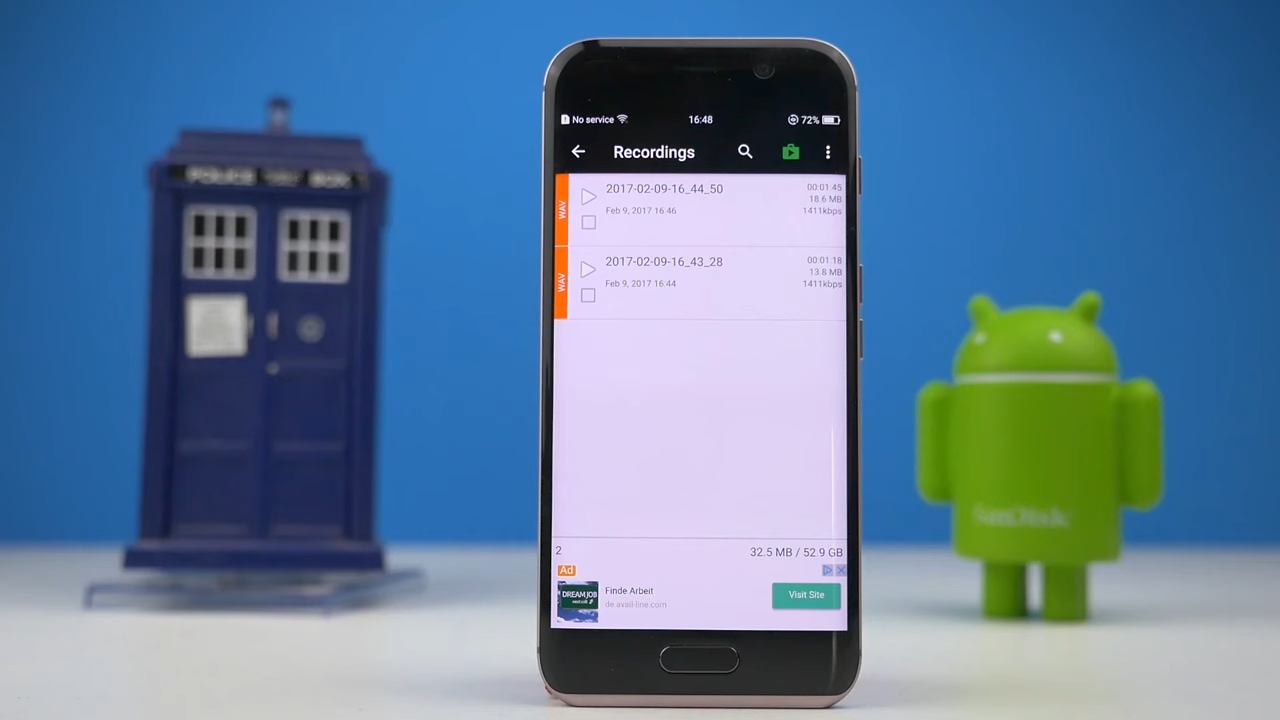 POLICE BOX
No service
16:48
72%
Recordings
WAV
2017-02-09-16_44_50
00:01:45
18.6 MB
Feb 9, 2017 16:46
1411kbps
WAV
2017-02-09-16_43_28
00:01:18
13.8 MB
Feb 9, 2017 16:44
1411kbps
2
32.5 MB / 52.9 GB
Ad
DREAM JOB
Finde Arbeit
de.avail-line.com
Visit Site
SanDisk